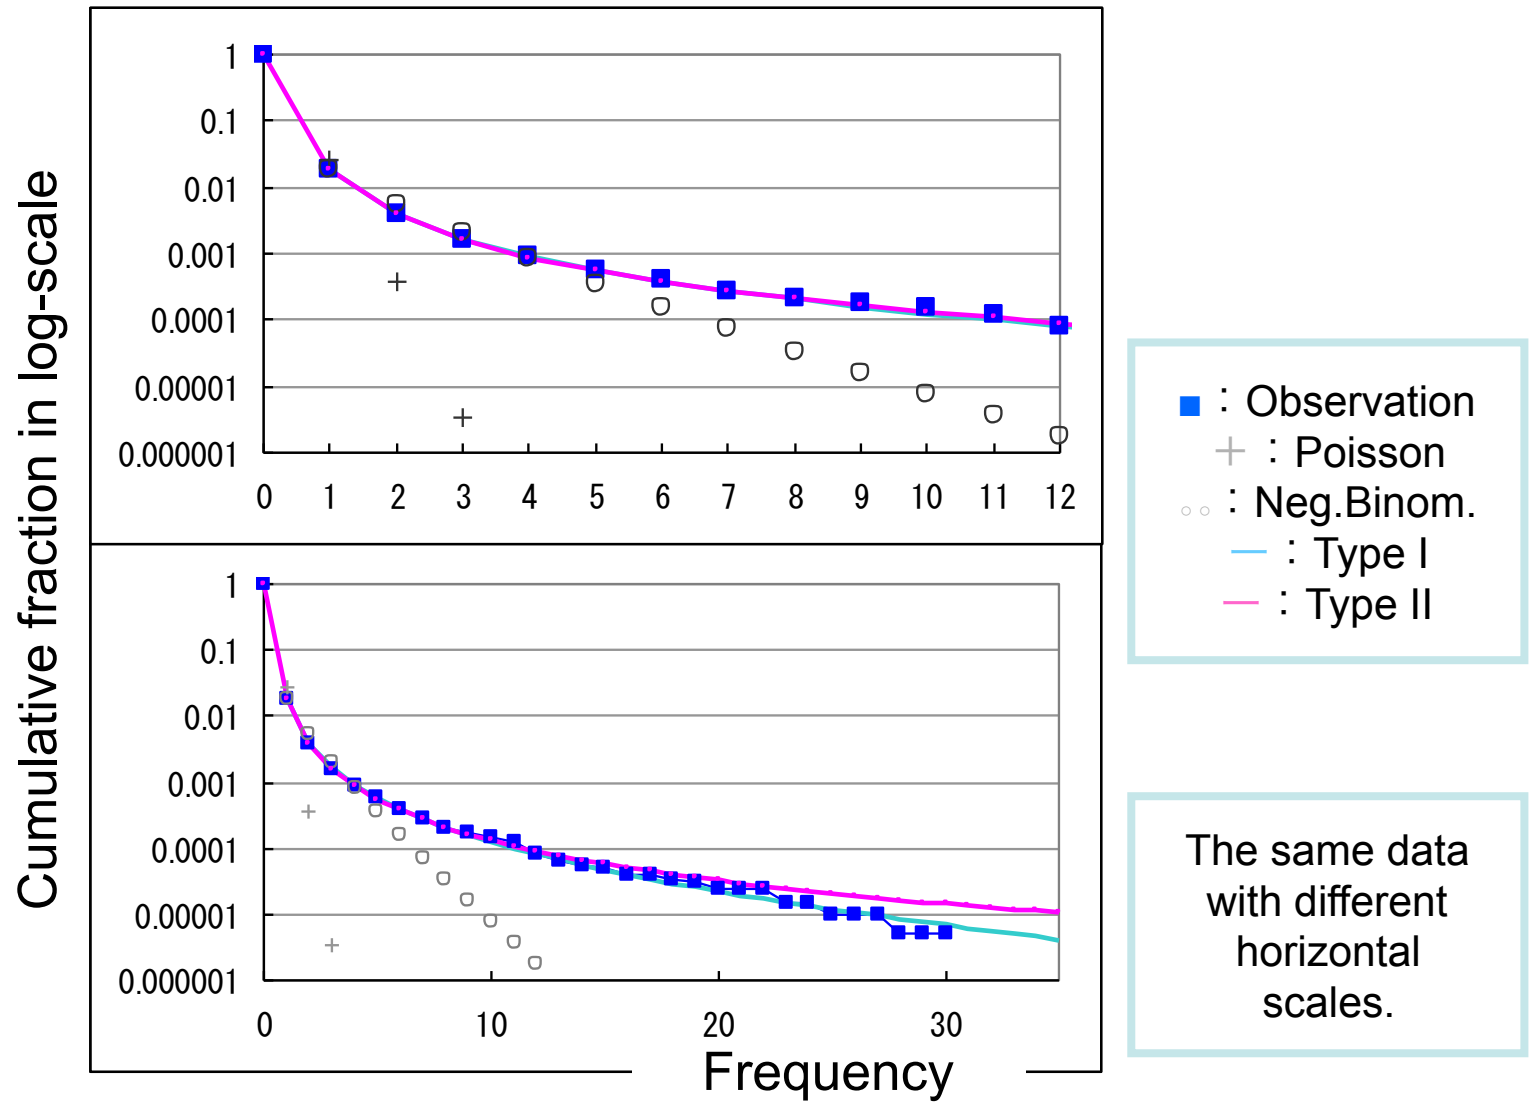 Cumulative fraction in log-scale
1
0.1
0.01
0.001
0.0001
0.00001
0.000001
0 1 2 3 4 5 6 7 8 9 10 11 12
1
0.1
0.01
0.001
0.0001
0.00001
0.000001
0 10 20 30
Frequency
: Observation
: Poisson
: Neg.Binom.
: Type I
: Type II
The same data
with different
horizontal
scales.